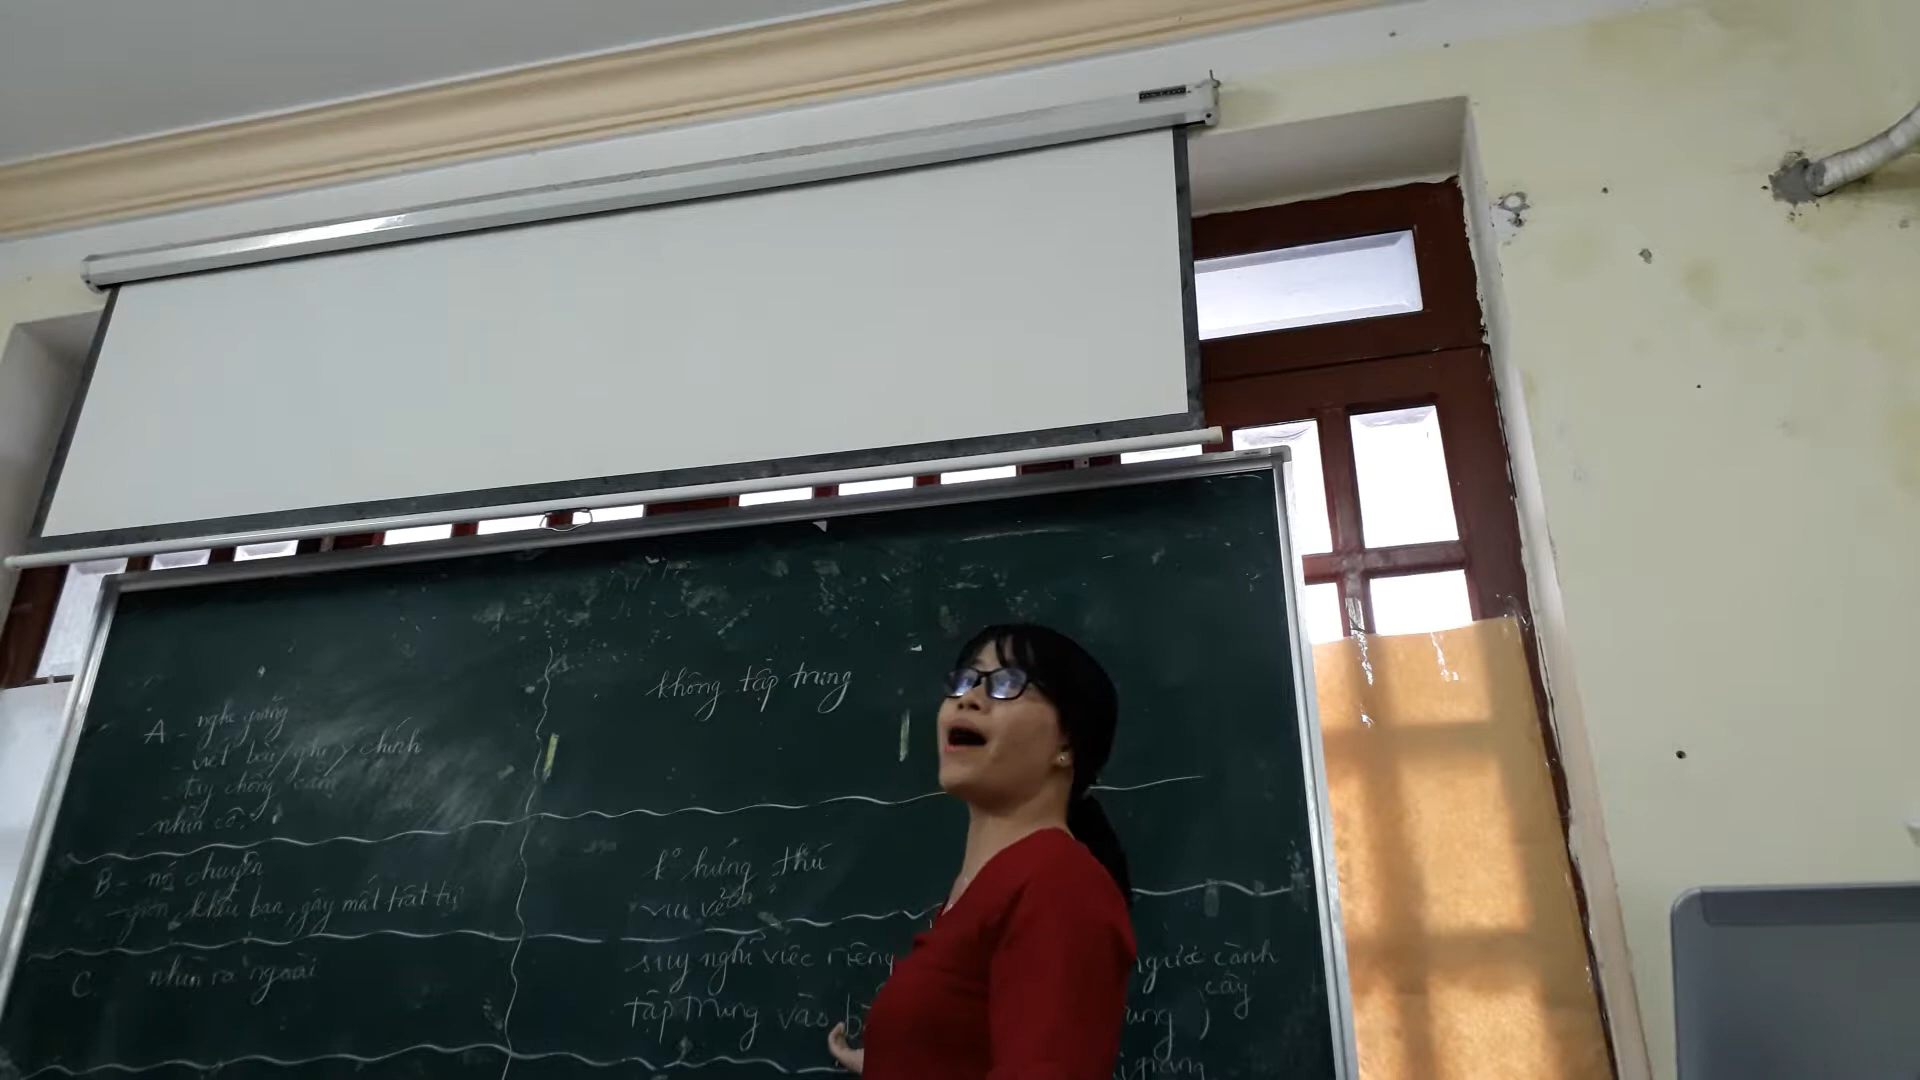 không tập trung
A - nghe giảng
- viết bài/ghi ý chính
- tay chống cằm
- nhìn cô.
B - nói chuyện
khều bạn, gây mất trật tự
k° hứng thú
vui vẻ
C. nhìn ra ngoài
suy nghĩ việc riêng
cành
cây
tập trung vào
giảng